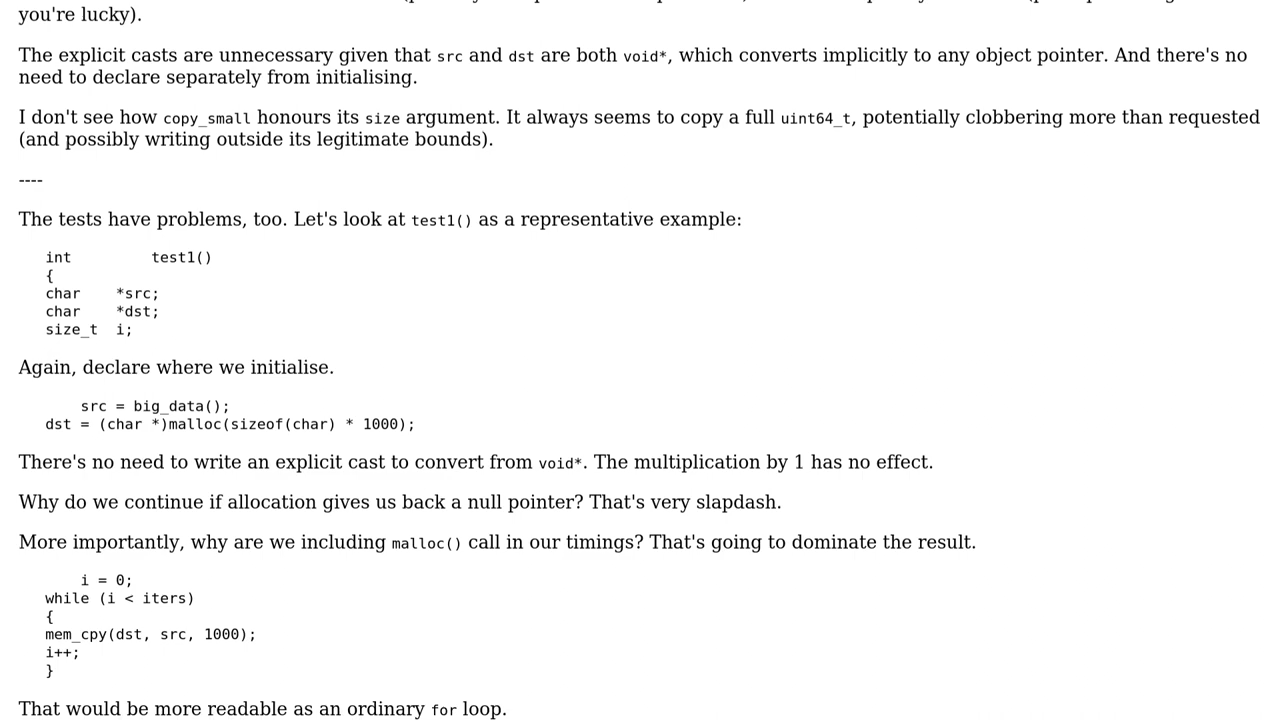 you're lucky).
The explicit casts are unnecessary given that src and dst are both void*, which converts implicitly to any object pointer. And there's no
need to declare separately from initialising.
I don't see how copy_small honours its size argument. It always seems to copy a full uint64_t, potentially clobbering more than requested
(and possibly writing outside its legitimate bounds).
----
The tests have problems, too. Let's look at test1() as a representative example:
int         test1()
{
char    *src;
char    *dst;
size_t  i;
Again, declare where we initialise.
    src = big_data();
dst = (char *)malloc(sizeof(char) * 1000);
There's no need to write an explicit cast to convert from void*. The multiplication by 1 has no effect.
Why do we continue if allocation gives us back a null pointer? That's very slapdash.
More importantly, why are we including malloc() call in our timings? That's going to dominate the result.
    i = 0;
while (i < iters)
{
mem_cpy(dst, src, 1000);
i++;
}
That would be more readable as an ordinary for loop.